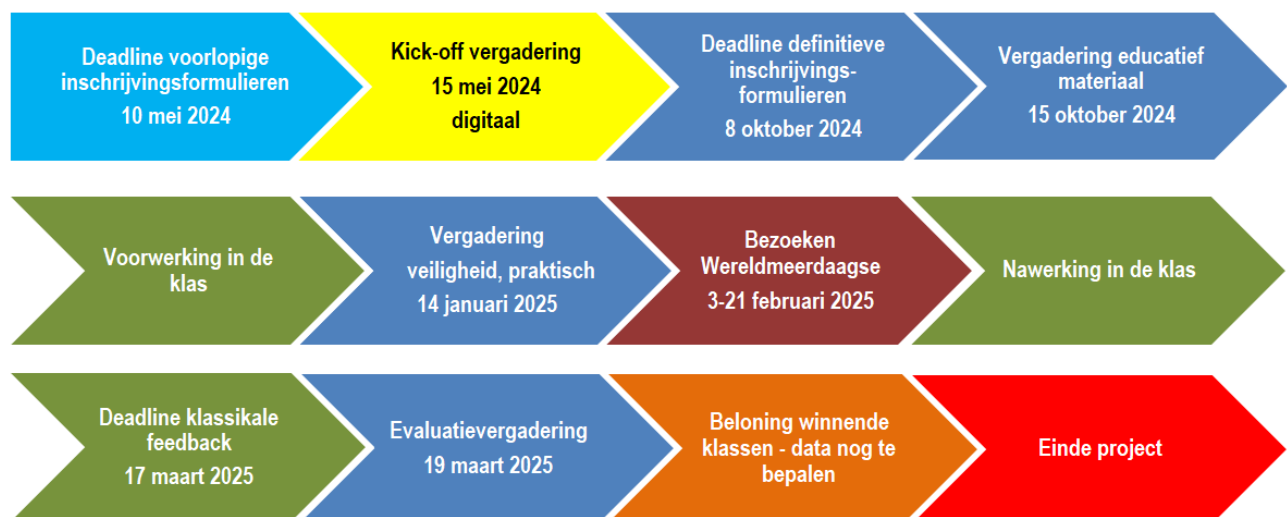 Deadline voorlopige
inschrijvingsformulieren
10 mei 2024
Kick-off vergadering
15 mei 2024
digitaal
Deadline definitieve
inschrijvings-
formulieren
8 oktober 2024
Vergadering educatief
materiaal
15 oktober 2024
Voorwerking in de
klas
Vergadering
veiligheid, praktisch
14 januari 2025
Bezoeken
Wereldmeerdaagse
3-21 februari 2025
Nawerking in de klas
Deadline klassikale
feedback
17 maart 2025
Evaluatievergadering
19 maart 2025
Beloning winnende
klassen - data nog te
bepalen
Einde project